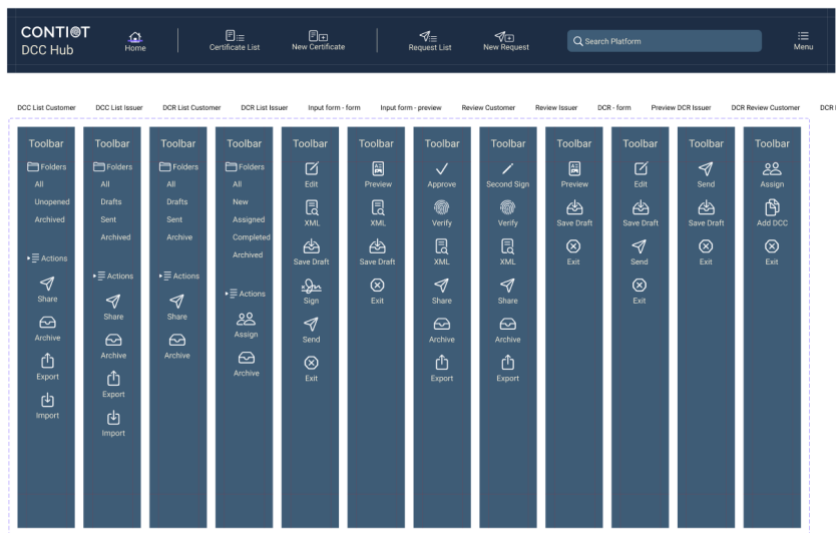 CONTIOT
DCC Hub
Home
Certificate List
New Certificate
Request List
New Request
Search Platform
Menu
DCC List Customer
DCC List Issuer
DCR List Customer
DCR List Issuer
Input form - form
Input form - preview
Review Customer
Review Issuer
DCR - form
Preview DCR Issuer
DCR Review Customer
DCR
Toolbar
Folders
All
Unopened
Archived
Actions
Share
Archive
Export
Import
Toolbar
Folders
All
Drafts
Sent
Archived
Actions
Share
Archive
Export
Import
Toolbar
Folders
All
Drafts
Sent
Archive
Actions
Share
Archive
Toolbar
Folders
All
New
Assigned
Completed
Archived
Actions
Assign
Archive
Toolbar
Edit
XML
Save Draft
Sign
Send
Exit
Toolbar
Preview
XML
Save Draft
Exit
Toolbar
Approve
Verify
XML
Share
Archive
Export
Toolbar
Second Sign
Verify
XML
Share
Archive
Export
Toolbar
Preview
Save Draft
Exit
Toolbar
Edit
Save Draft
Send
Exit
Toolbar
Send
Save Draft
Exit
Toolbar
Assign
Add DCC
Exit